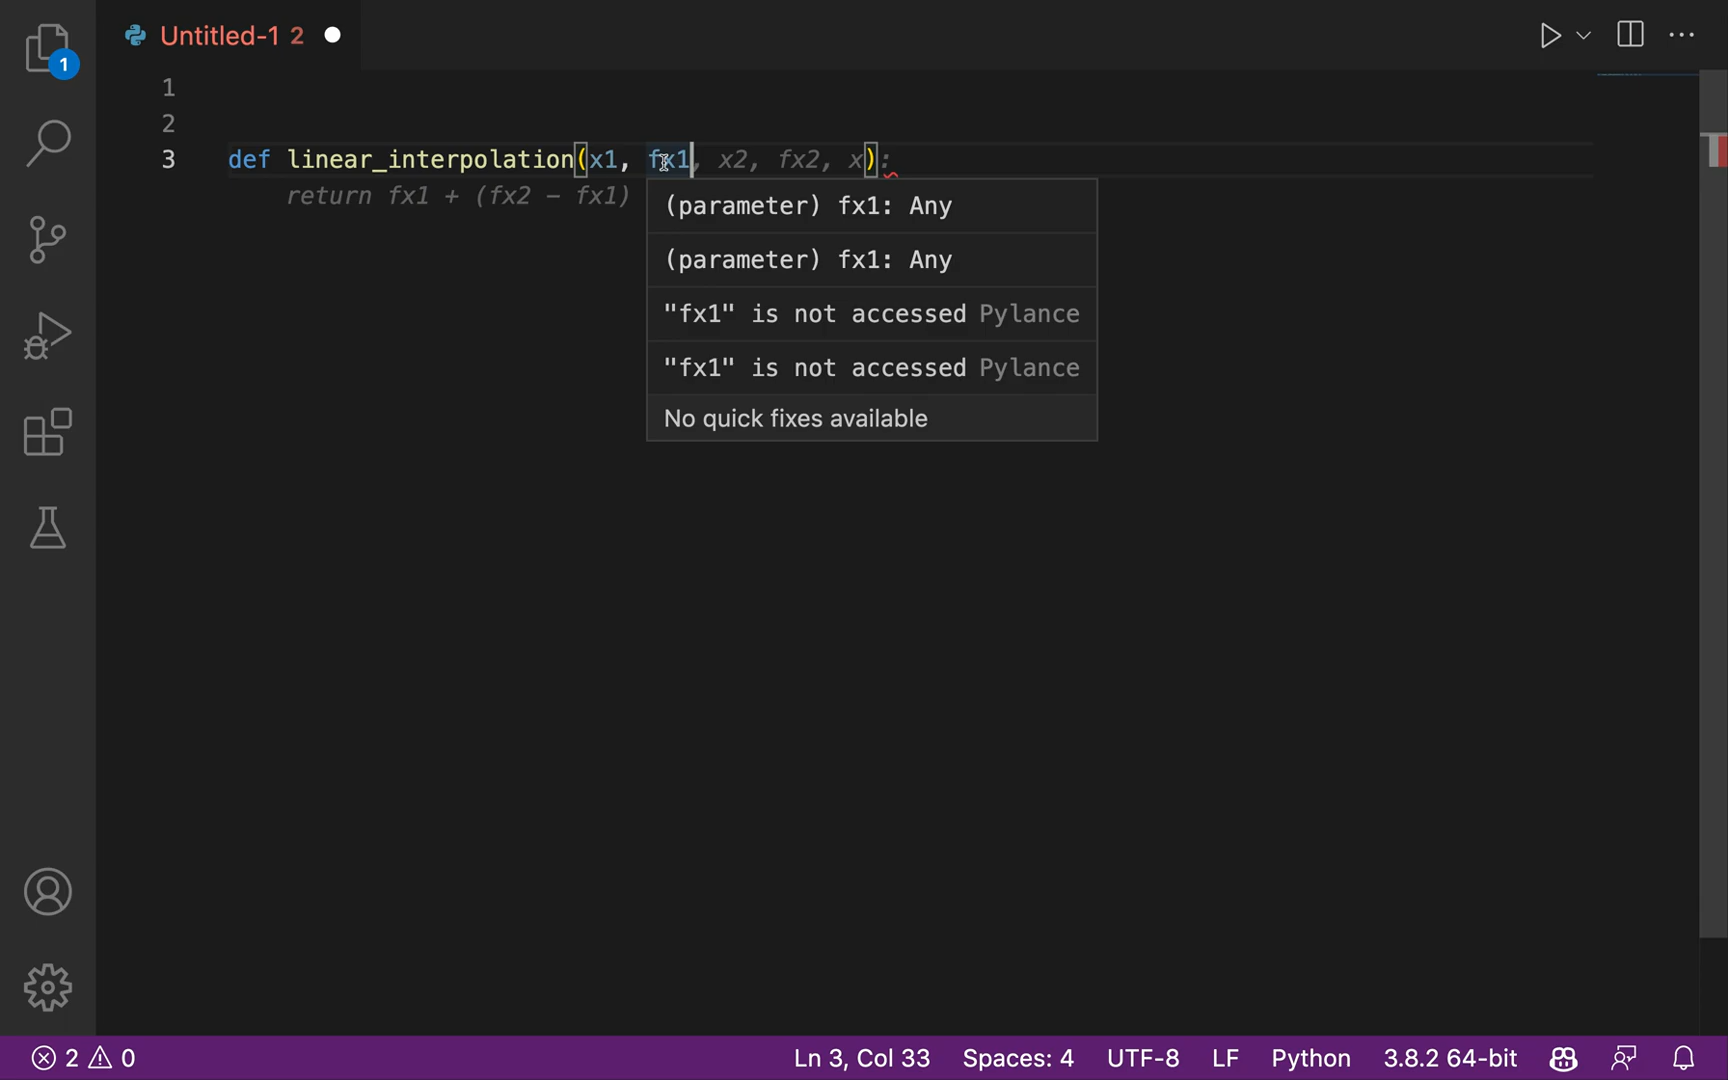 1
Untitled-1 2
1
2
3 def linear_interpolation(x1, fx1, x2, fx2, x):
return fx1 + (fx2 - fx1)
(parameter) fx1: Any
(parameter) fx1: Any
"fx1" is not accessed Pylance
"fx1" is not accessed Pylance
No quick fixes available
2 0 Ln 3, Col 33 Spaces: 4 UTF-8 LF Python 3.8.2 64-bit